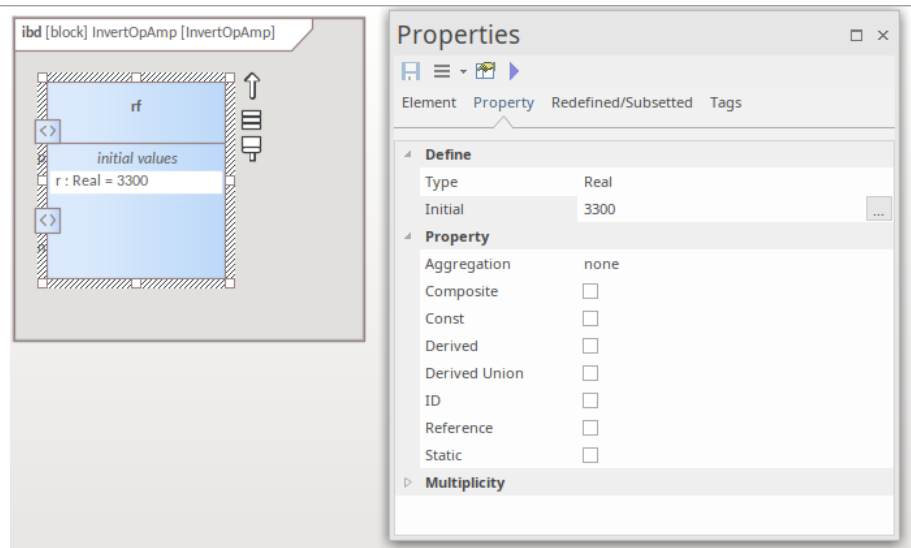 ibd [block] InvertOpAmp [InvertOpAmp]
rf
initial values
r : Real = 3300
Properties
Element Property Redefined/Subsetted Tags
Define
Type Real
Initial 3300
...
Property
Aggregation none
Composite
Const
Derived
Derived Union
ID
Reference
Static
Multiplicity